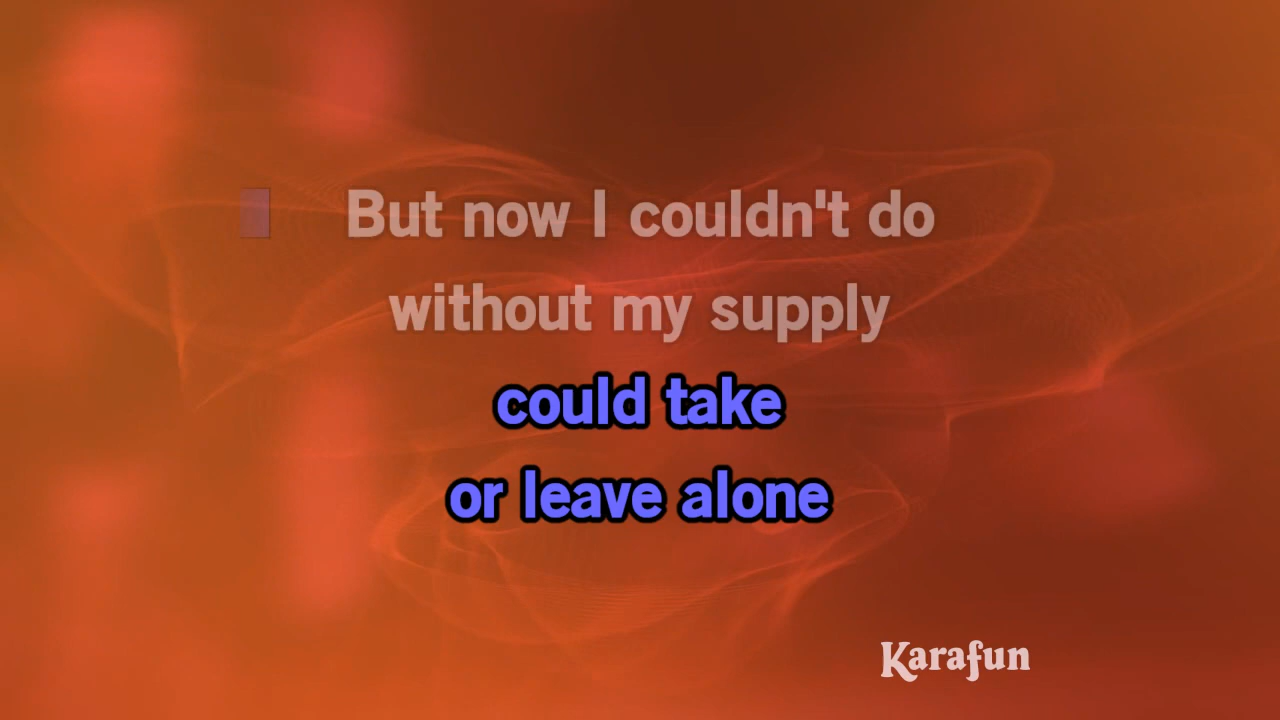 But now I couldn't do
without my supply
could take
or leave alone
Karafun